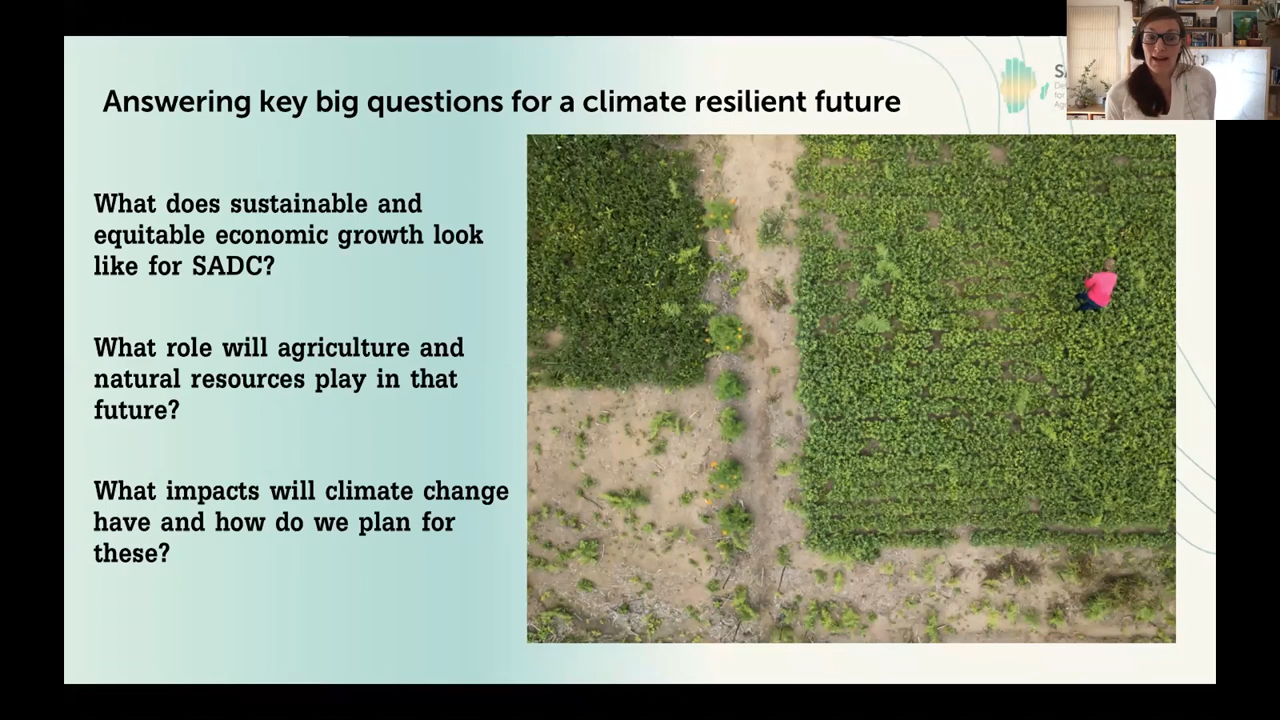 Answering key big questions for a climate resilient future
What does sustainable and
equitable economic growth look
like for SADC?
What role will agriculture and
natural resources play in that
future?
What impacts will climate change
have and how do we plan for
these?